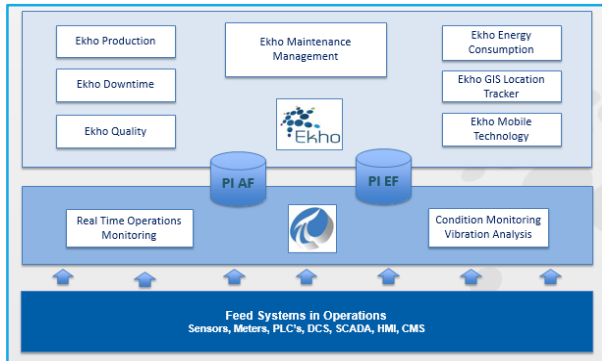 Ekho Production
Ekho Maintenance
Management
Ekho Energy
Consumption
Ekho Downtime
Ekho GIS Location
Tracker
Ekho Quality
Ekho
Ekho Mobile
Technology
PI AF
PI EF
Real Time Operations
Monitoring
Condition Monitoring
Vibration Analysis
Feed Systems in Operations
Sensors, Meters, PLC's, DCS, SCADA, HMI, CMS